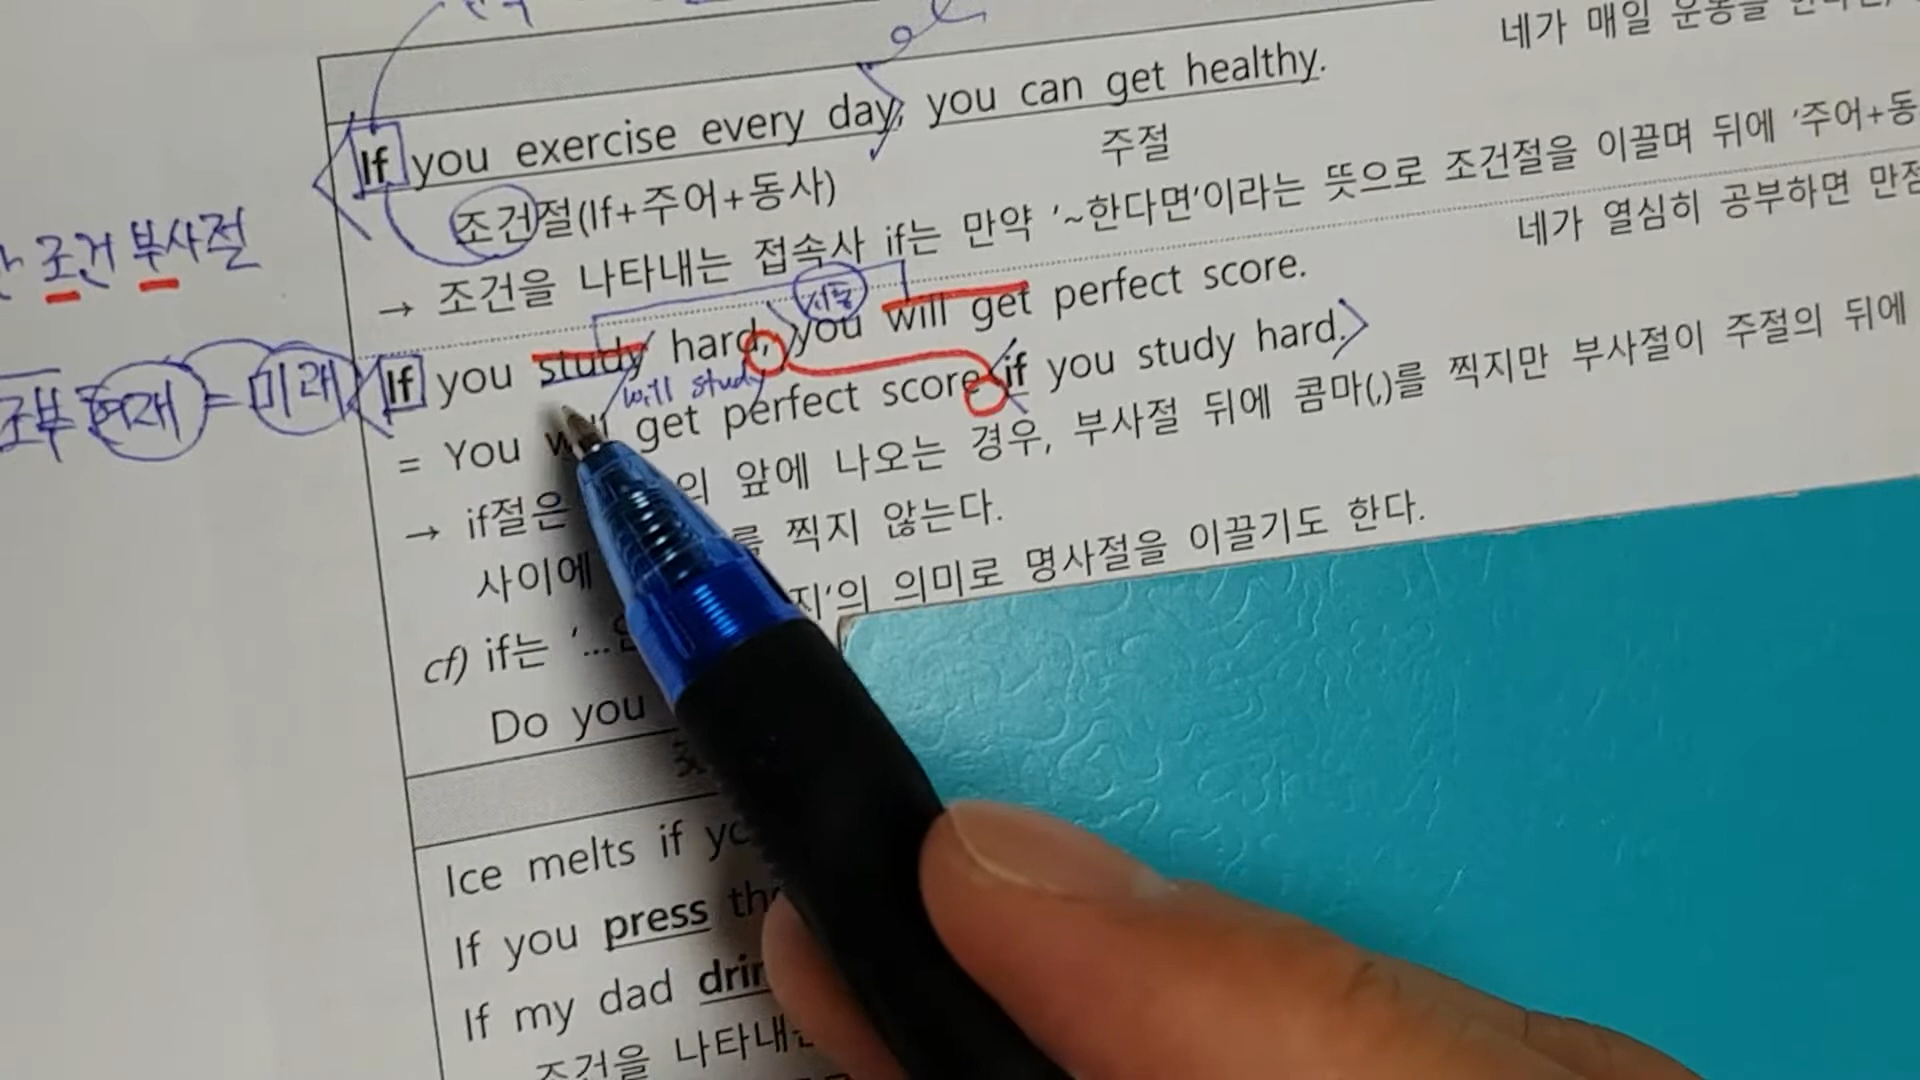 If you exercise every day, you can get healthy.
네가 매일 운동을
조건절(If+주어+동사)
주절
→ 조건을 나타내는 접속사 if는 만약 '~한다면'이라는 뜻으로 조건절을 이끌며 뒤에 '주어+동
조건 부사절
If you study hard, you will get perfect score.
네가 열심히 공부하면 만점
will study
현재 = 미래
= You will get perfect score if you study hard.
→ if절은 의 앞에 나오는 경우, 부사절 뒤에 콤마(,)를 찍지만 부사절이 주절의 뒤에
사이에 를 찍지 않는다.
cf) if는 '... 지'의 의미로 명사절을 이끌기도 한다.
Do you
Ice melts if
If you press
If my dad
조건을 나타내는